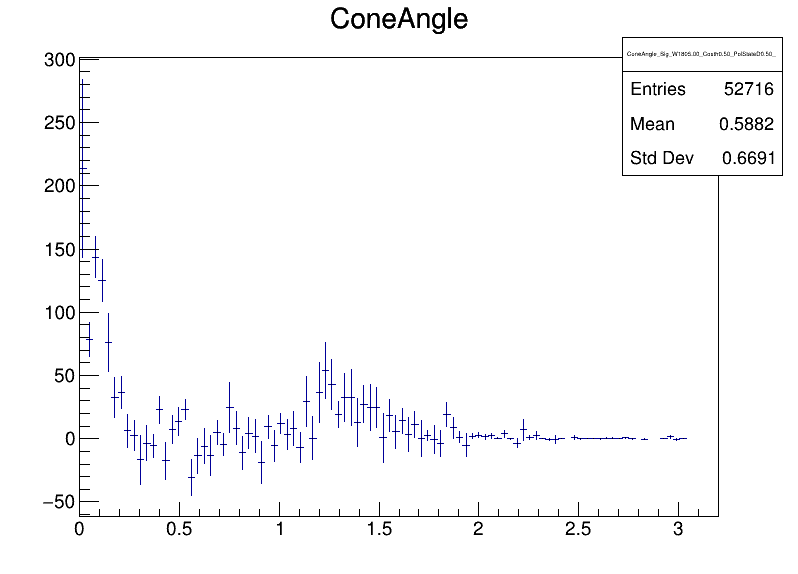 ConeAngle
ConeAngle_Sig_W1805.00_Costh0.50_PolStateD0.50_
Entries 52716
Mean 0.5882
Std Dev 0.6691
300
250
200
150
100
50
0
−50
0 0.5 1 1.5 2 2.5 3